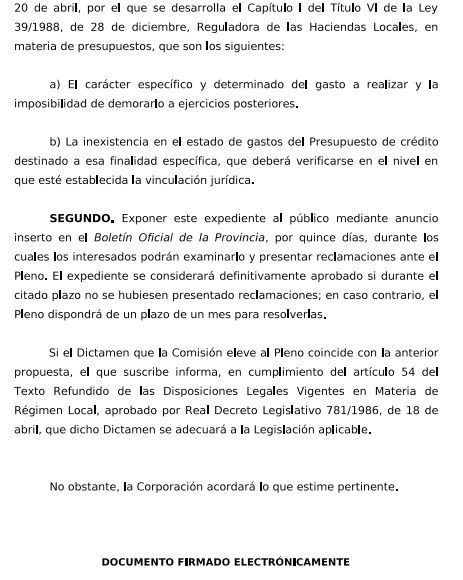 20 de abril, por el que se desarrolla el Capítulo I del Título VI de la Ley
39/1988, de 28 de diciembre, Reguladora de las Haciendas Locales, en
materia de presupuestos, que son los siguientes:
a) El carácter específico y determinado del gasto a realizar y la
imposibilidad de demorarlo a ejercicios posteriores.
b) La inexistencia en el estado de gastos del Presupuesto de crédito
destinado a esa finalidad específica, que deberá verificarse en el nivel en
que esté establecida la vinculación jurídica.
SEGUNDO. Exponer este expediente al público mediante anuncio
inserto en el Boletín Oficial de la Provincia, por quince días, durante los
cuales los interesados podrán examinarlo y presentar reclamaciones ante el
Pleno. El expediente se considerará definitivamente aprobado si durante el
citado plazo no se hubiesen presentado reclamaciones; en caso contrario, el
Pleno dispondrá de un plazo de un mes para resolverlas.
Si el Dictamen que la Comisión eleve al Pleno coincide con la anterior
propuesta, el que suscribe informa, en cumplimiento del artículo 54 del
Texto Refundido de las Disposiciones Legales Vigentes en Materia de
Régimen Local, aprobado por Real Decreto Legislativo 781/1986, de 18 de
abril, que dicho Dictamen se adecuará a la Legislación aplicable.
No obstante, la Corporación acordará lo que estime pertinente.
DOCUMENTO FIRMADO ELECTRÓNICAMENTE